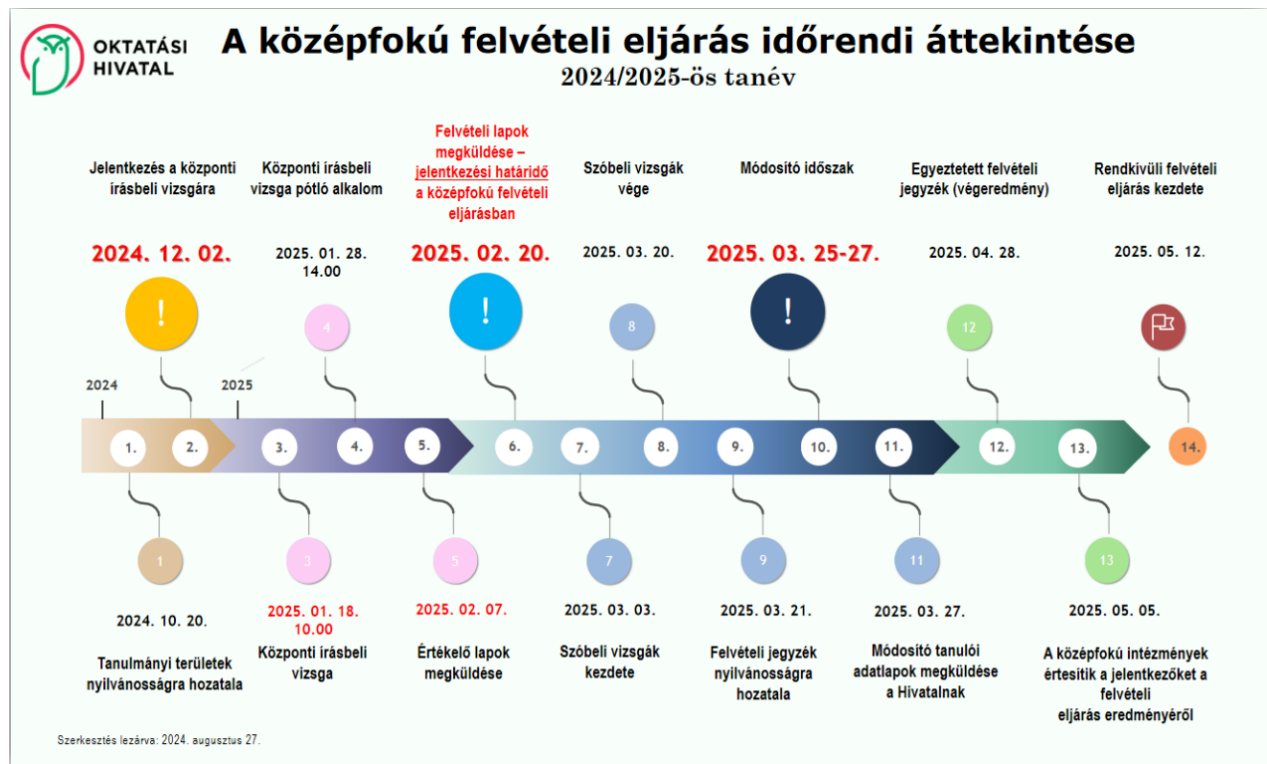 OKTATÁSI
HIVATAL
A középfokú felvételi eljárás időrendi áttekintése
2024/2025-ös tanév
Jelentkezés a központi
írásbeli vizsgára
2024. 12. 02.
!
Központi írásbeli
vizsga pótló alkalom
2025. 01. 28.
14.00
4
Felvételi lapok
megküldése –
jelentkezési határidő
a középfokú felvételi
eljárásban
2025. 02. 20.
!
Szóbeli vizsgák
vége
2025. 03. 20.
8
Módosító időszak
2025. 03. 25-27.
!
Egyeztetett felvételi
jegyzék (végeredmény)
2025. 04. 28.
12
Rendkívüli felvételi
eljárás kezdete
2025. 05. 12.
2024
2025
1. 2. 3. 4. 5. 6. 7. 8. 9. 10. 11. 12. 13. 14.
1
2024. 10. 20.
Tanulmányi területek
nyilvánosságra hozatala
3
2025. 01. 18.
10.00
Központi írásbeli
vizsga
5
2025. 02. 07.
Értékelő lapok
megküldése
7
2025. 03. 03.
Szóbeli vizsgák
kezdete
9
2025. 03. 21.
Felvételi jegyzék
nyilvánosságra
hozatala
11
2025. 03. 27.
Módosító tanulói
adatlapok megküldése
a Hivatalnak
13
2025. 05. 05.
A középfokú intézmények
értesítik a jelentkezőket a
felvételi
eljárás eredményéről
Szerkesztés lezárva: 2024. augusztus 27.